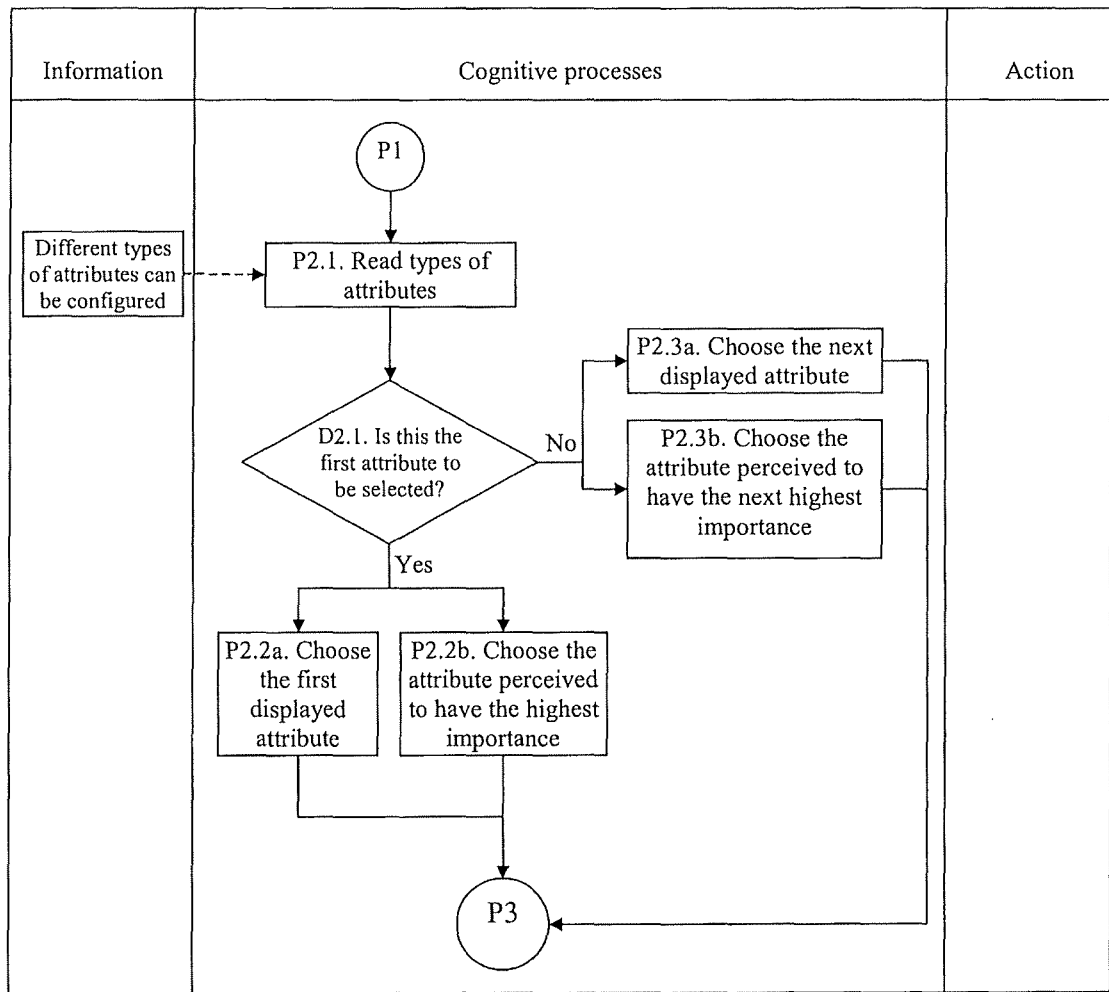 Information
Cognitive processes
Action
P1
Different types
of attributes can
be configured
P2.1. Read types of
attributes
P2.3a. Choose the next
displayed attribute
D2.1. Is this the
first attribute to
be selected?
No
P2.3b. Choose the
attribute perceived to
have the next highest
importance
Yes
P2.2a. Choose
the first
displayed
attribute
P2.2b. Choose the
attribute perceived
to have the highest
importance
P3